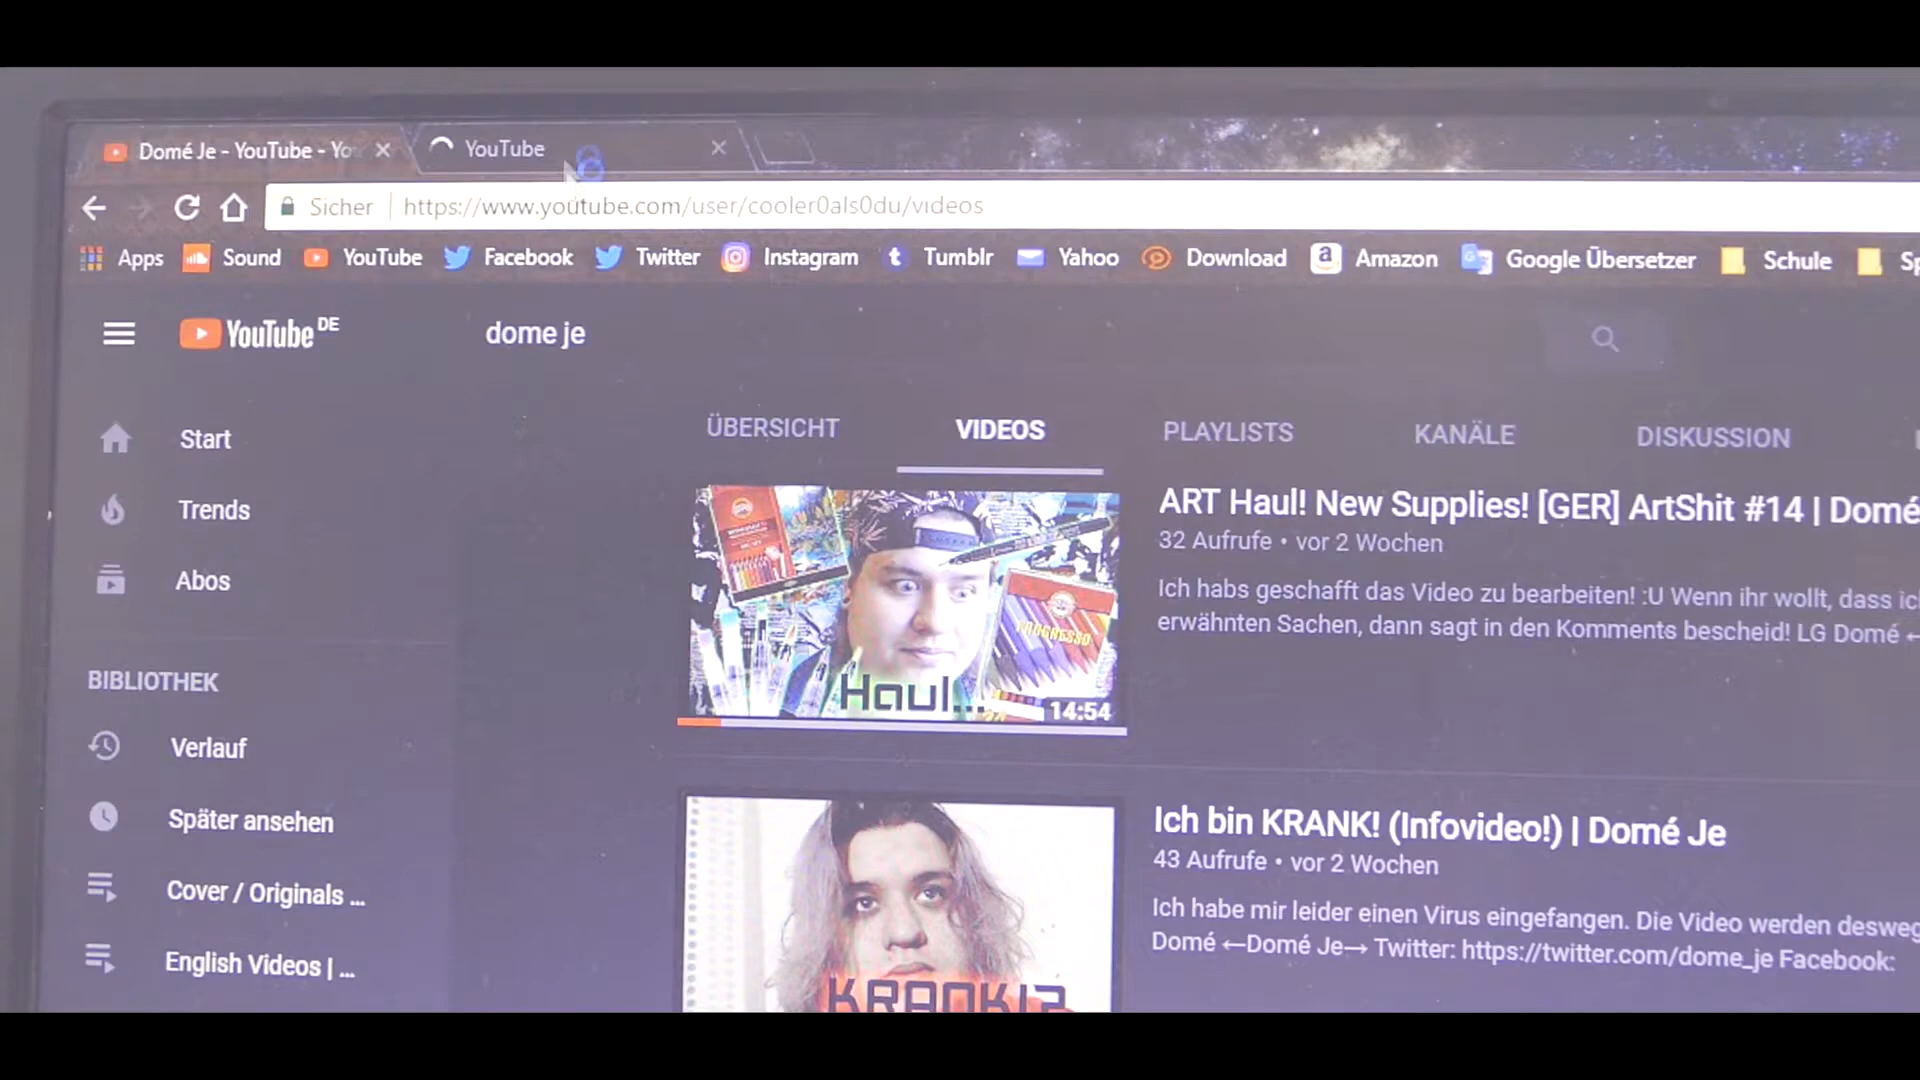 Domé Je - YouTube - Yo
YouTube
Sicher https://www.youtube.com/user/cooler0als0du/videos
Apps Sound YouTube Facebook Twitter Instagram Tumblr Yahoo Download Amazon Google Übersetzer Schule Sp
YouTube DE dome je
ÜBERSICHT VIDEOS PLAYLISTS KANÄLE DISKUSSION
Start
Trends
Abos
BIBLIOTHEK
Verlauf
Später ansehen
Cover / Originals ...
English Videos | ...
PROGRESSO
Haul...
14:54
ART Haul! New Supplies! [GER] ArtShit #14 | Domé
32 Aufrufe • vor 2 Wochen
Ich habs geschafft das Video zu bearbeiten! :U Wenn ihr wollt, dass ich
erwähnten Sachen, dann sagt in den Komments bescheid! LG Domé ←
Ich bin KRANK! (Infovideo!) | Domé Je
43 Aufrufe • vor 2 Wochen
Ich habe mir leider einen Virus eingefangen. Die Video werden desweg
Domé ←Domé Je→ Twitter: https://twitter.com/dome_je Facebook: